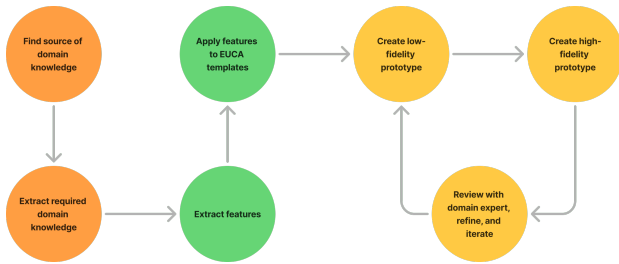 Find source of
domain
knowledge
Extract required
domain
knowledge
Extract features
Apply features
to EUCA
templates
Create low-
fidelity
prototype
Create high-
fidelity
prototype
Review with
domain expert,
refine, and
iterate